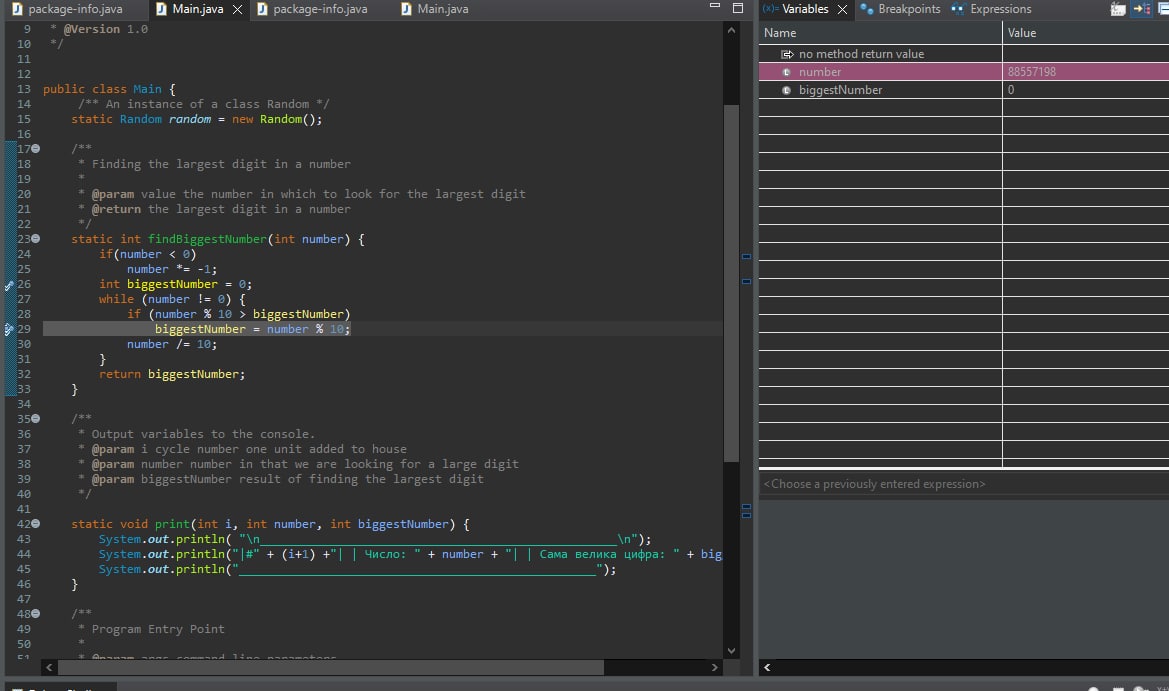 package-info.java Main.java package-info.java Main.java
9 * @Version 1.0
10 */
11
12
13 public class Main {
14 /** An instance of a class Random */
15 static Random random = new Random();
16
17 /**
18 * Finding the largest digit in a number
19 *
20 * @param value the number in which to look for the largest digit
21 * @return the largest digit in a number
22 */
23 static int findBiggestNumber(int number) {
24 if(number < 0)
25 number *= -1;
26 int biggestNumber = 0;
27 while (number != 0) {
28 if (number % 10 > biggestNumber)
29 biggestNumber = number % 10;
30 number /= 10;
31 }
32 return biggestNumber;
33 }
34
35 /**
36 * Output variables to the console.
37 * @param i cycle number one unit added to house
38 * @param number number in that we are looking for a large digit
39 * @param biggestNumber result of finding the largest digit
40 */
41
42 static void print(int i, int number, int biggestNumber) {
43 System.out.println( "\n___________________________________________________\n");
44 System.out.println("|#" + (i+1) +"| | Число: " + number + "| | Сама велика цифра: " + big
45 System.out.println("___________________________________________________");
46 }
47
48 /**
49 * Program Entry Point
50 *
51 * @param args command line parameters
(x)= Variables Breakpoints Expressions
Name Value
no method return value
number 88557198
biggestNumber 0
<Choose a previously entered expression>